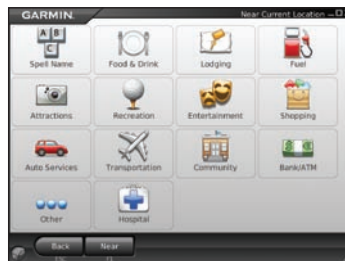 GARMIN.
Near Current Location
A B
C
Spell Name
Food & Drink
Lodging
Fuel
Attractions
Recreation
Entertainment
Shopping
Auto Services
Transportation
Community
Bank/ATM
Other
Hospital
Back
Near